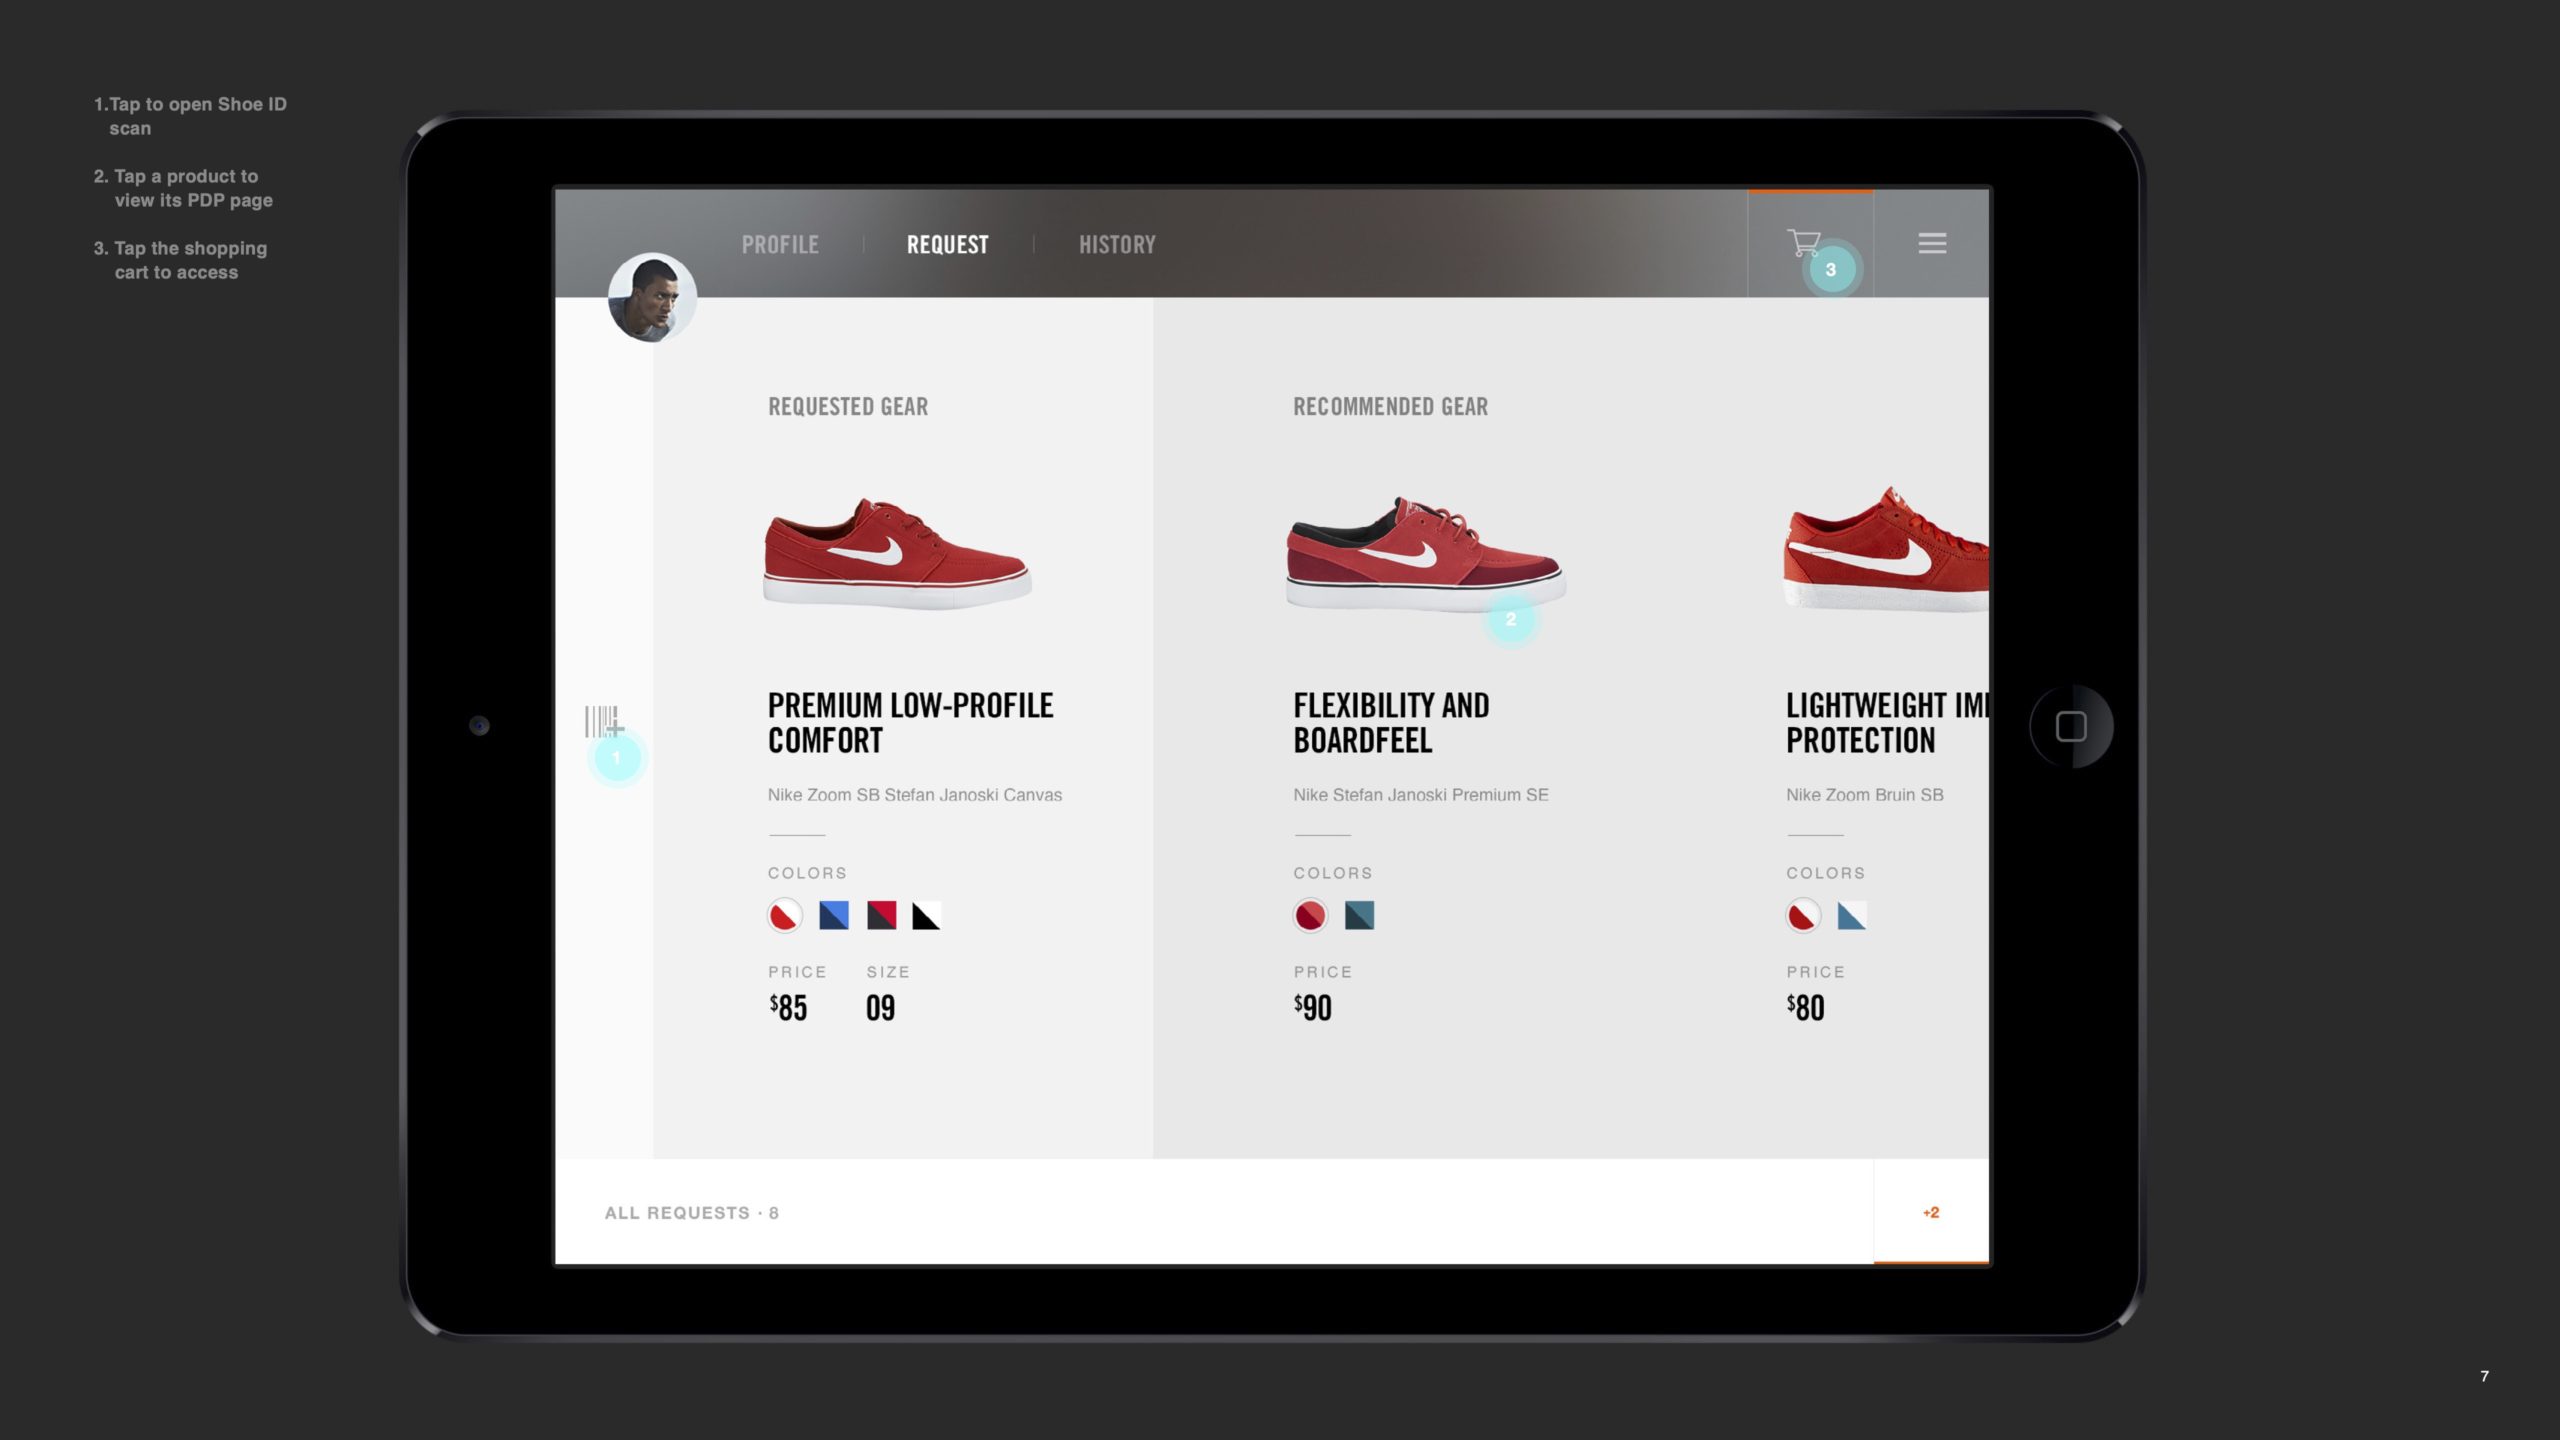 1.Tap to open Shoe ID
scan
2. Tap a product to
view its PDP page
3. Tap the shopping
cart to access
PROFILE
REQUEST
HISTORY
3
REQUESTED GEAR
RECOMMENDED GEAR
2
1
PREMIUM LOW-PROFILE
COMFORT
Nike Zoom SB Stefan Janoski Canvas
COLORS
PRICE SIZE
$85 09
FLEXIBILITY AND
BOARDFEEL
Nike Stefan Janoski Premium SE
COLORS
PRICE
$90
LIGHTWEIGHT
PROTECTION
Nike Zoom Bruin SB
COLORS
PRICE
$80
ALL REQUESTS · 8
+2
7